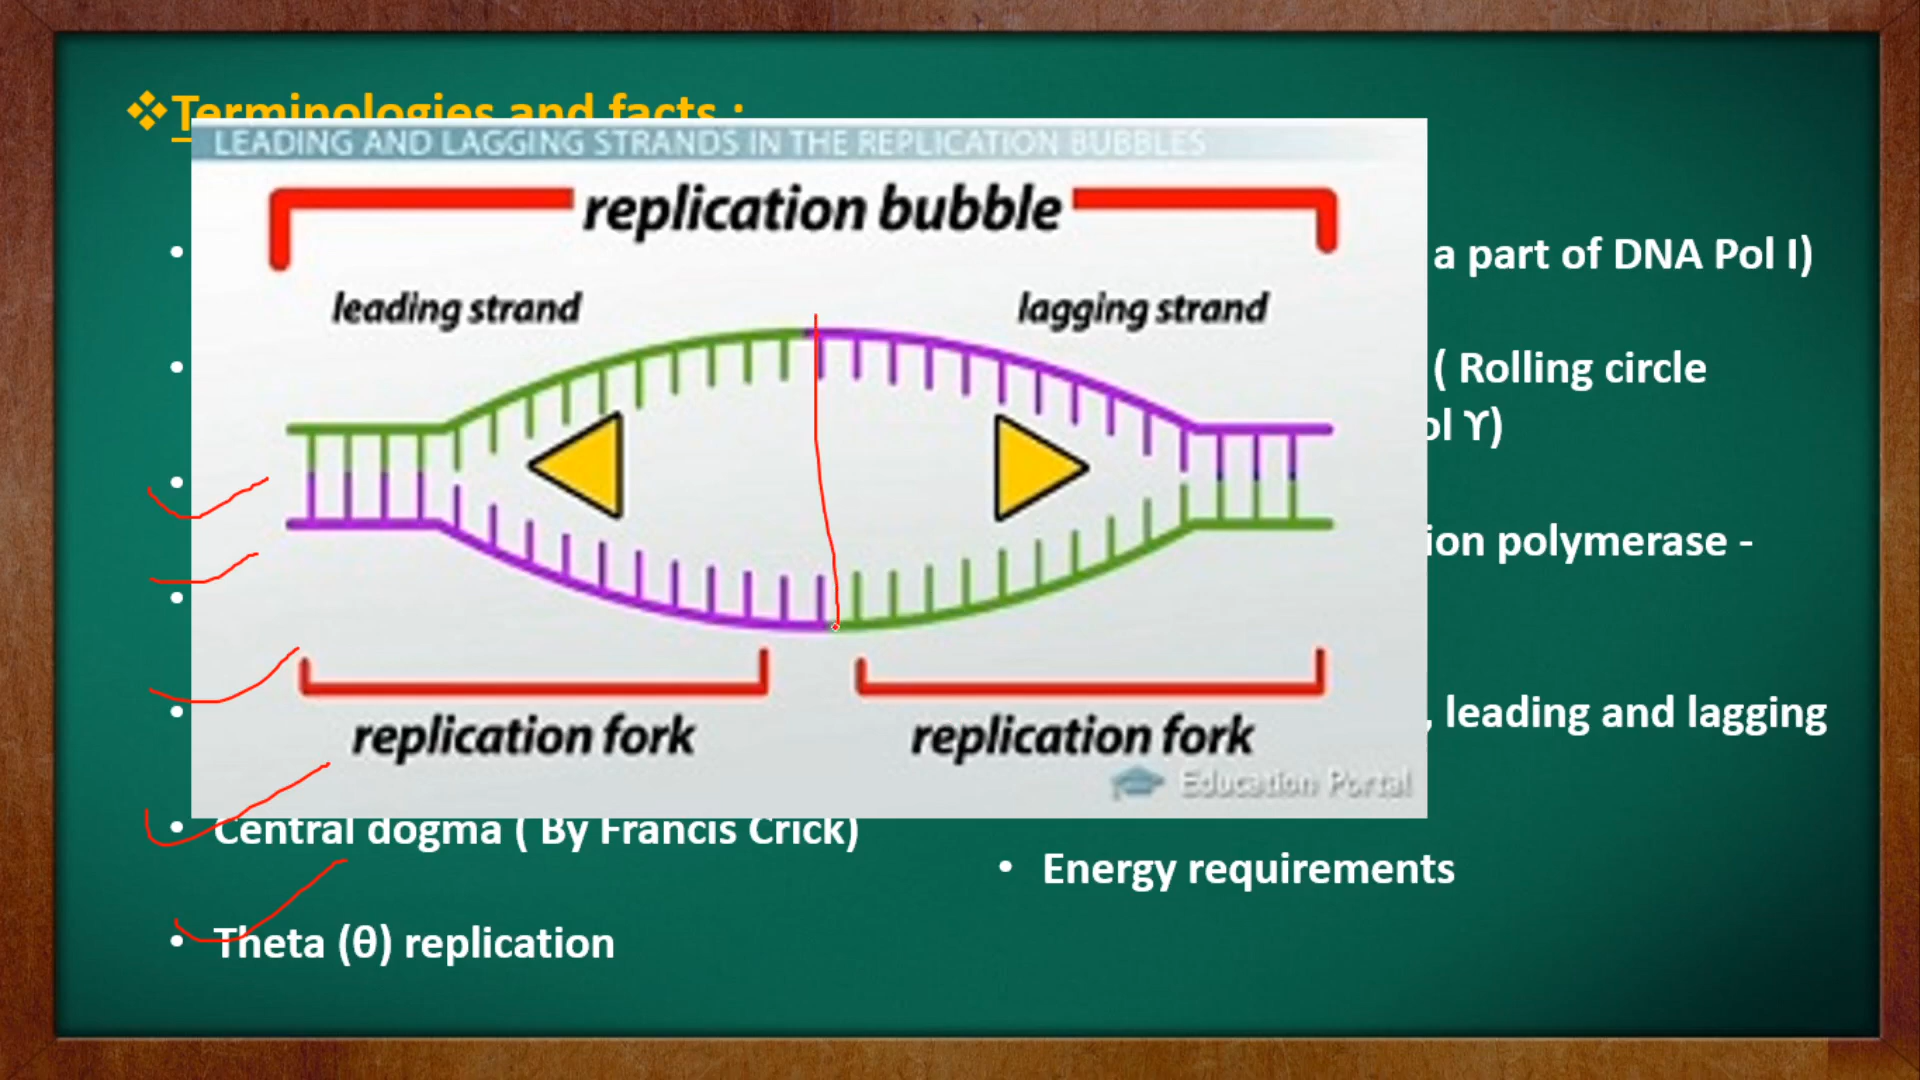 ❖Terminologies and facts :
LEADING AND LAGGING STRANDS IN THE REPLICATION BUBBLES
replication bubble
leading strand
lagging strand
replication fork
replication fork
Education Portal
• Central dogma ( By Francis Crick)
• Theta (θ) replication
a part of DNA Pol I)
( Rolling circle
ϒ)
polymerase -
, leading and lagging
• Energy requirements